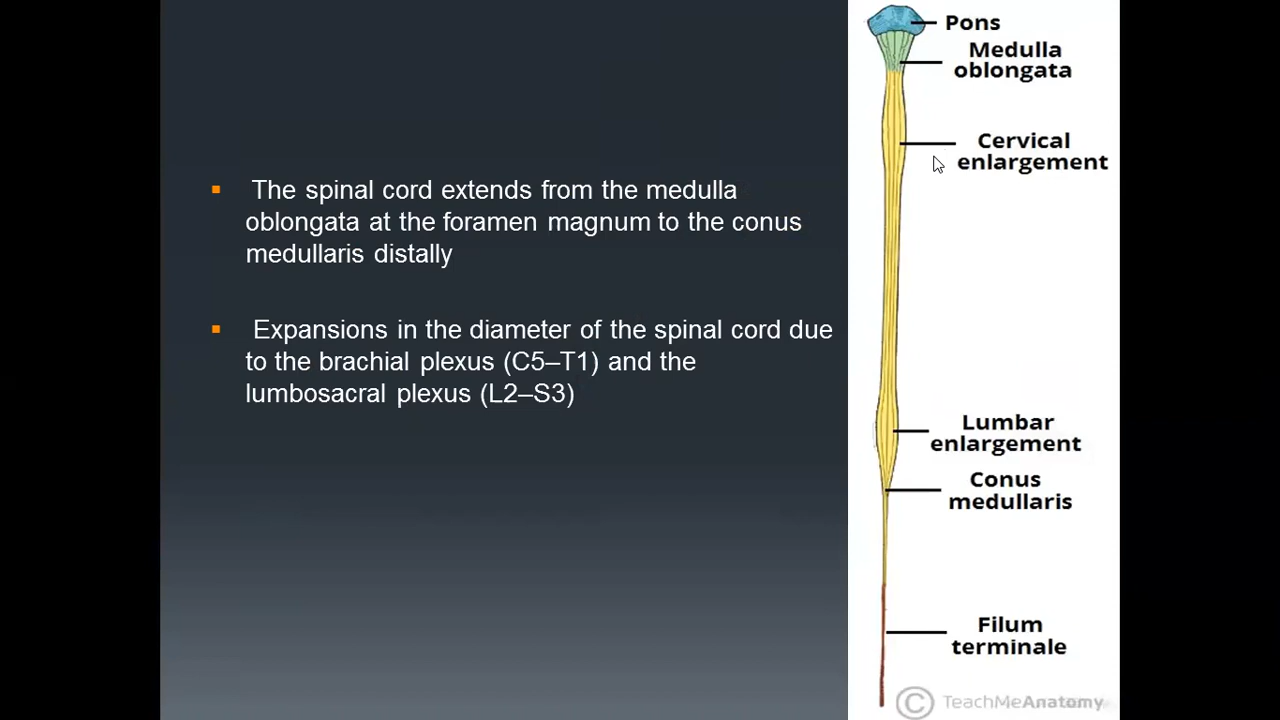 The spinal cord extends from the medulla
oblongata at the foramen magnum to the conus
medullaris distally
Expansions in the diameter of the spinal cord due
to the brachial plexus (C5–T1) and the
lumbosacral plexus (L2–S3)
Pons
Medulla
oblongata
Cervical
enlargement
Lumbar
enlargement
Conus
medullaris
Filum
terminale
© TeachMeAnatomy